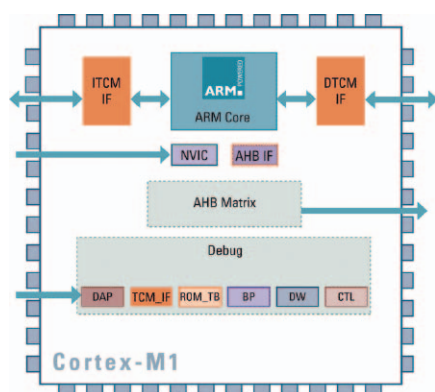 ITCM
IF
ARM
POWERED
ARM Core
DTCM
IF
NVIC
AHB IF
AHB Matrix
Debug
DAP
TCM_IF
ROM_TB
BP
DW
CTL
Cortex-M1